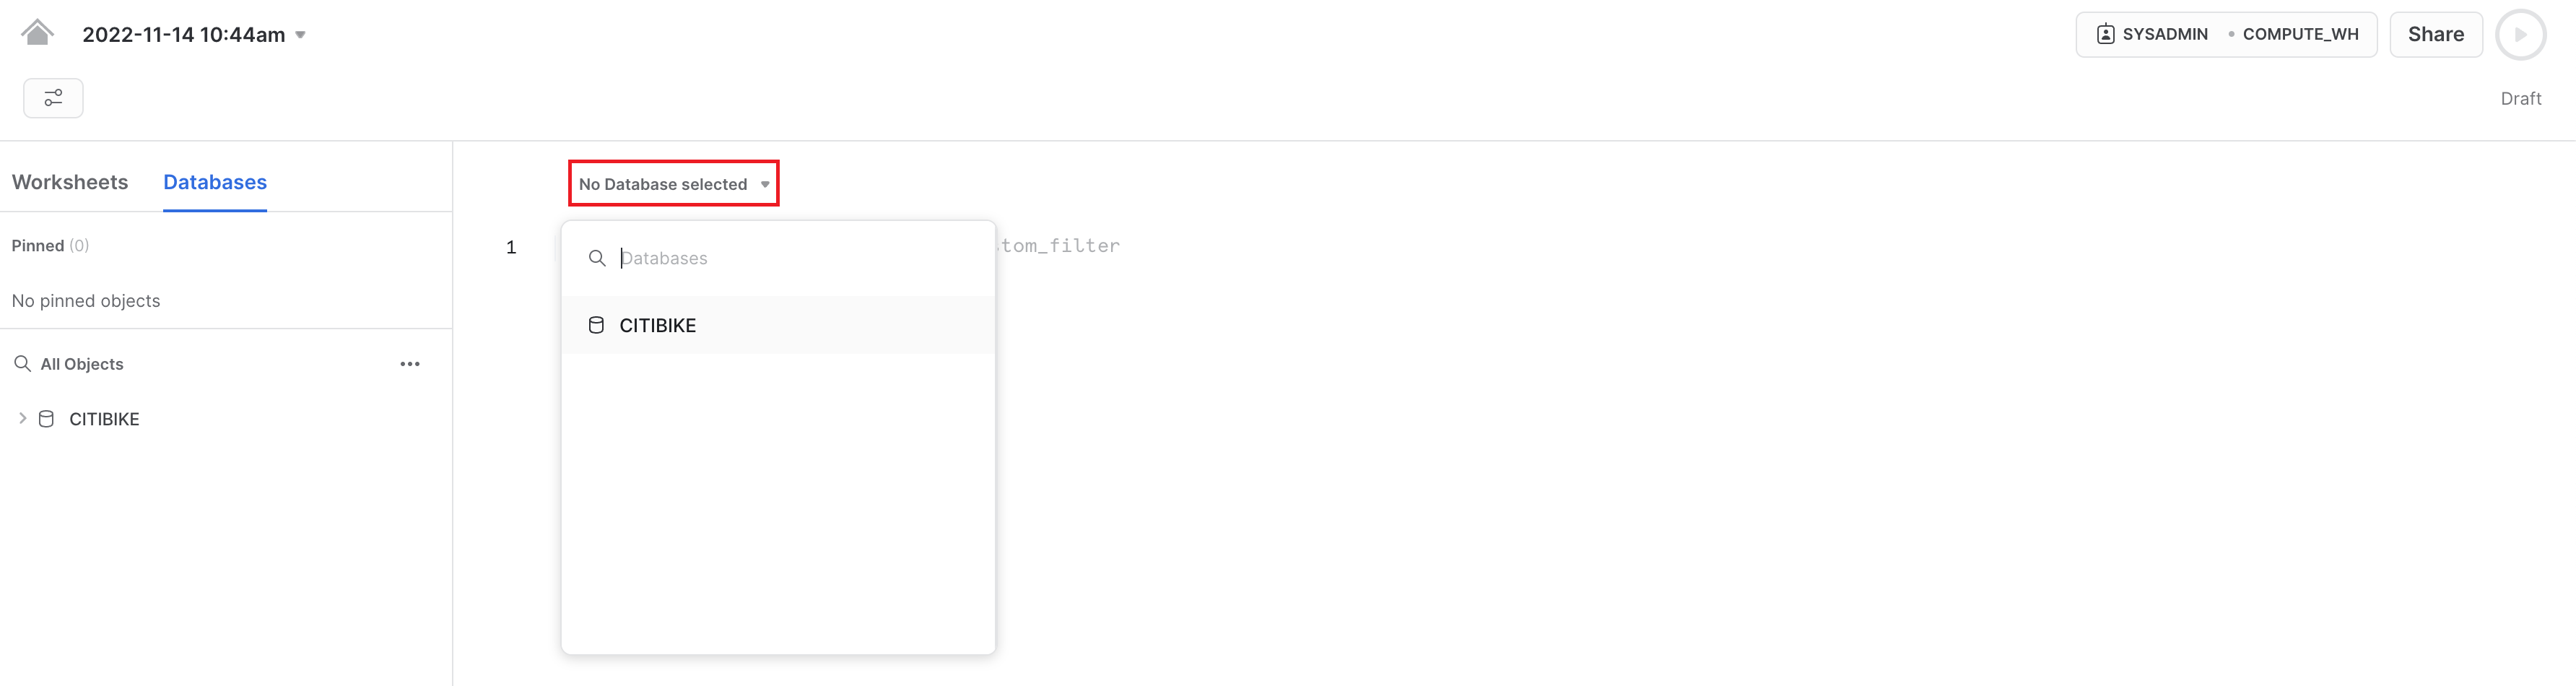 2022-11-14 10:44am
SYSADMIN • COMPUTE_WH
Share
Draft
Worksheets
Databases
No Database selected
Pinned (0)
1
Databases
tom_filter
No pinned objects
CITIBIKE
All Objects
CITIBIKE